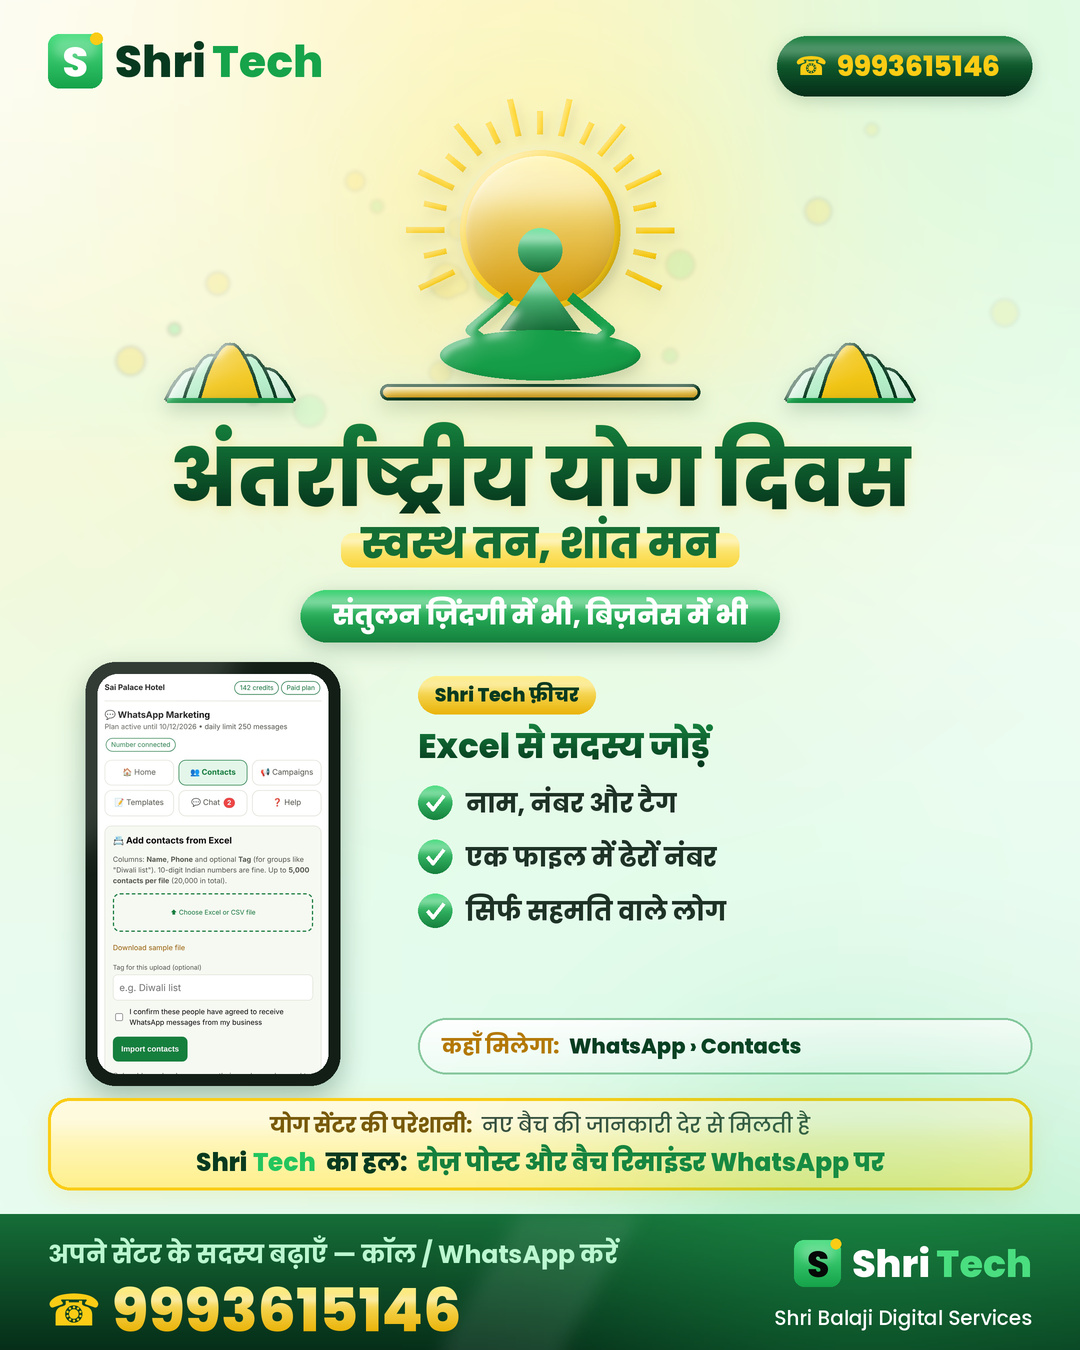 S Shri Tech
☎ 9993615146
अंतर्राष्ट्रीय योग दिवस
स्वस्थ तन, शांत मन
संतुलन ज़िंदगी में भी, बिज़नेस में भी
Sai Palace Hotel
142 credits
Paid plan
💬 WhatsApp Marketing
Plan active until 10/12/2026 • daily limit 250 messages
Number connected
🏠 Home
👥 Contacts
📢 Campaigns
📝 Templates
💬 Chat 2
❓ Help
📇 Add contacts from Excel
Columns: Name, Phone and optional Tag (for groups like
"Diwali list"). 10-digit Indian numbers are fine. Up to 5,000
contacts per file (20,000 in total).
⬆ Choose Excel or CSV file
Download sample file
Tag for this upload (optional)
e.g. Diwali list
I confirm these people have agreed to receive
WhatsApp messages from my business
Import contacts
Shri Tech फ़ीचर
Excel से सदस्य जोड़ें
नाम, नंबर और टैग
एक फाइल में ढेरों नंबर
सिर्फ सहमति वाले लोग
कहाँ मिलेगा: WhatsApp › Contacts
योग सेंटर की परेशानी: नए बैच की जानकारी देर से मिलती है
Shri Tech का हल: रोज़ पोस्ट और बैच रिमाइंडर WhatsApp पर
अपने सेंटर के सदस्य बढ़ाएँ — कॉल / WhatsApp करें
☎ 9993615146
S Shri Tech
Shri Balaji Digital Services